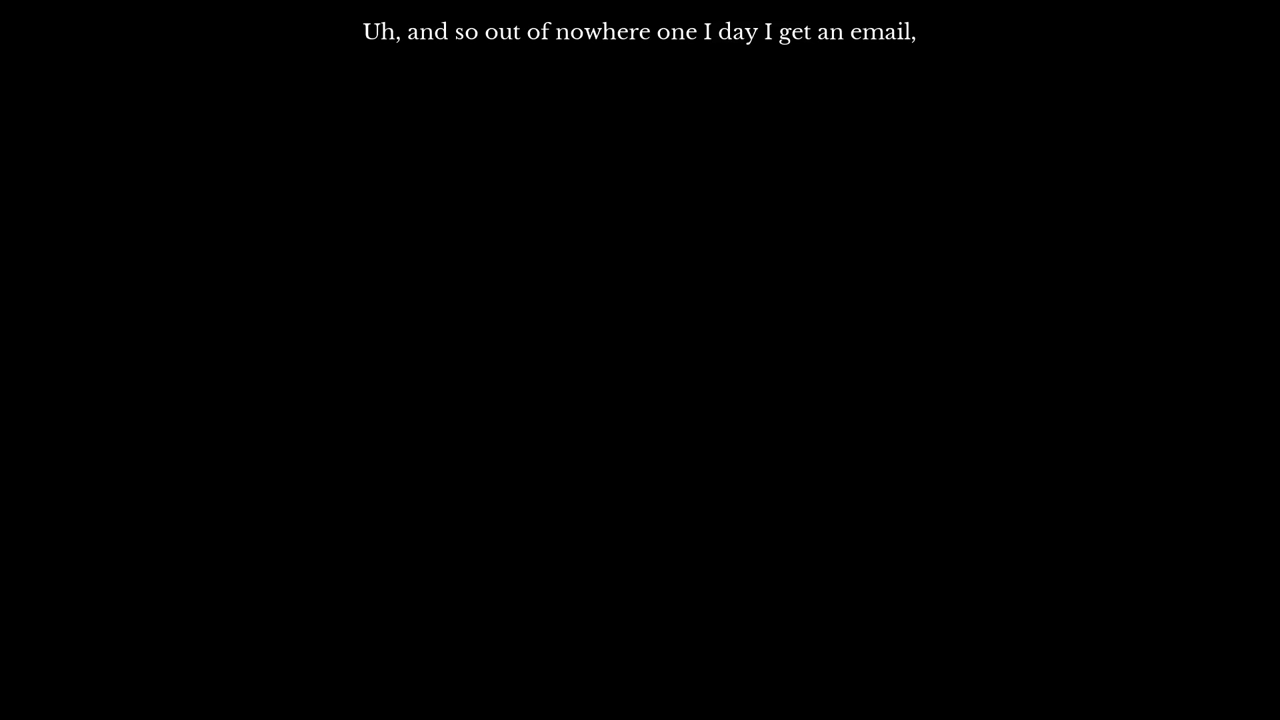 Uh, and so out of nowhere one I day I get an email,